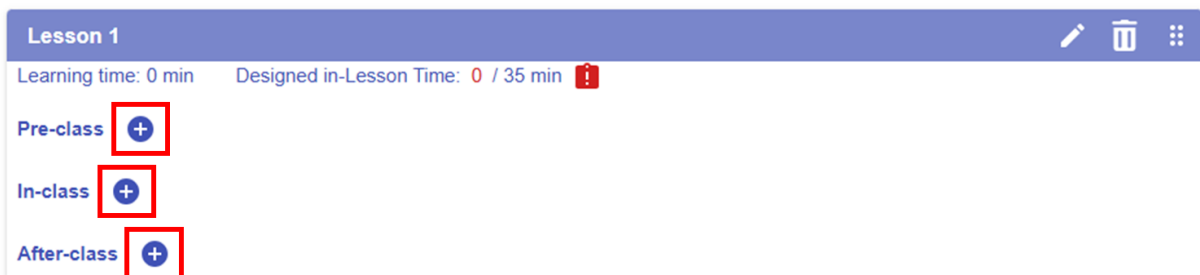 Lesson 1
Learning time: 0 min Designed in-Lesson Time: 0 / 35 min
Pre-class
In-class
After-class